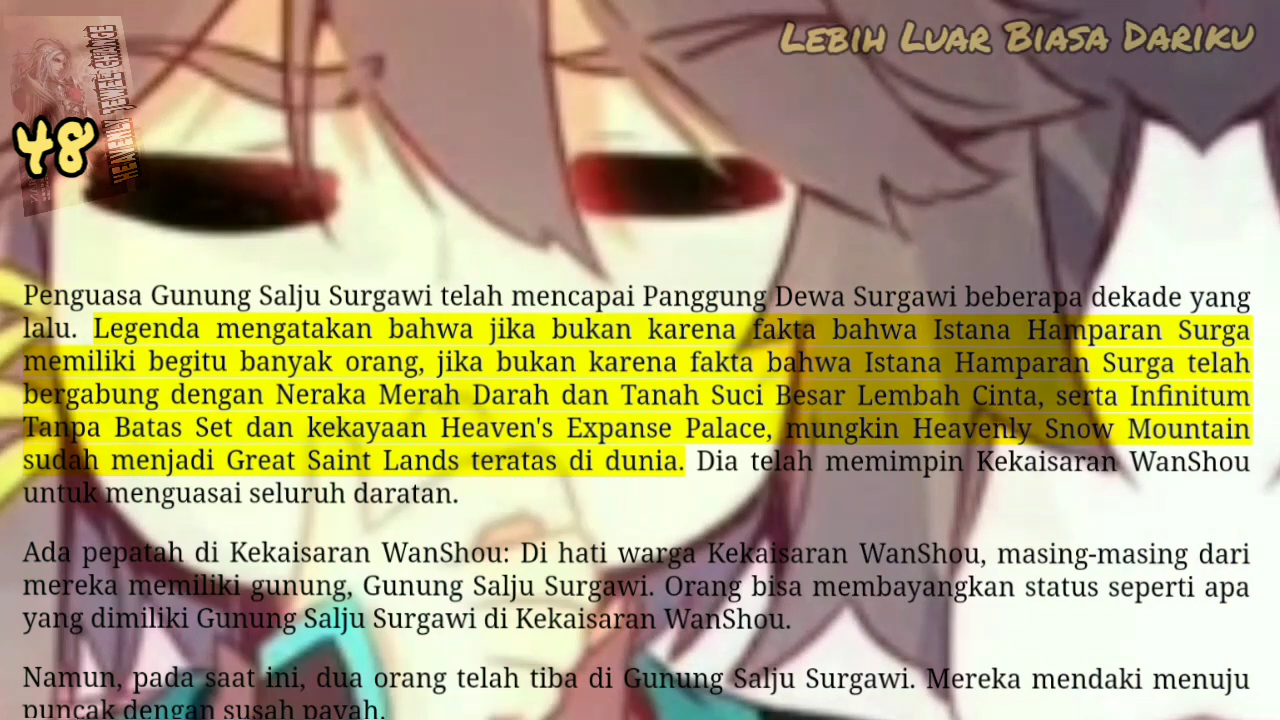 Lebih Luar Biasa Dariku
HEAVENLY JEWEL CHANGE
48
Penguasa Gunung Salju Surgawi telah mencapai Panggung Dewa Surgawi beberapa dekade yang
lalu. Legenda mengatakan bahwa jika bukan karena fakta bahwa Istana Hamparan Surga
memiliki begitu banyak orang, jika bukan karena fakta bahwa Istana Hamparan Surga telah
bergabung dengan Neraka Merah Darah dan Tanah Suci Besar Lembah Cinta, serta Infinitum
Tanpa Batas Set dan kekayaan Heaven's Expanse Palace, mungkin Heavenly Snow Mountain
sudah menjadi Great Saint Lands teratas di dunia. Dia telah memimpin Kekaisaran WanShou
untuk menguasai seluruh daratan.
Ada pepatah di Kekaisaran WanShou: Di hati warga Kekaisaran WanShou, masing-masing dari
mereka memiliki gunung, Gunung Salju Surgawi. Orang bisa membayangkan status seperti apa
yang dimiliki Gunung Salju Surgawi di Kekaisaran WanShou.
Namun, pada saat ini, dua orang telah tiba di Gunung Salju Surgawi. Mereka mendaki menuju
puncak dengan susah payah.